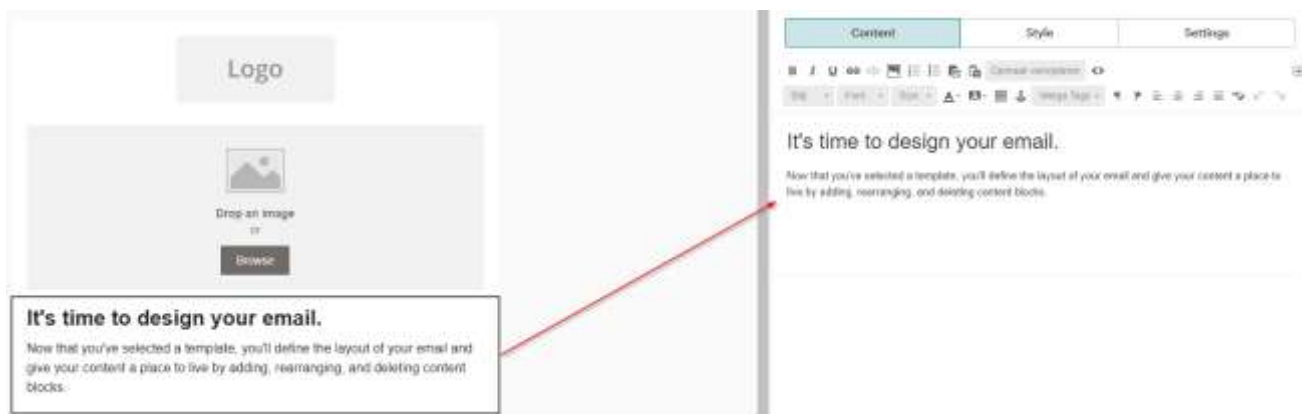 Logo
Drop an image
or
Browse
It's time to design your email.
Now that you've selected a template, you'll define the layout of your email and
give your content a place to live by adding, rearranging, and deleting content
blocks.
Content
Style
Settings
B I U
Font
Size
A
Merge Tags
It's time to design your email.
Now that you've selected a template, you'll define the layout of your email and give your content a place to
live by adding, rearranging, and deleting content blocks.